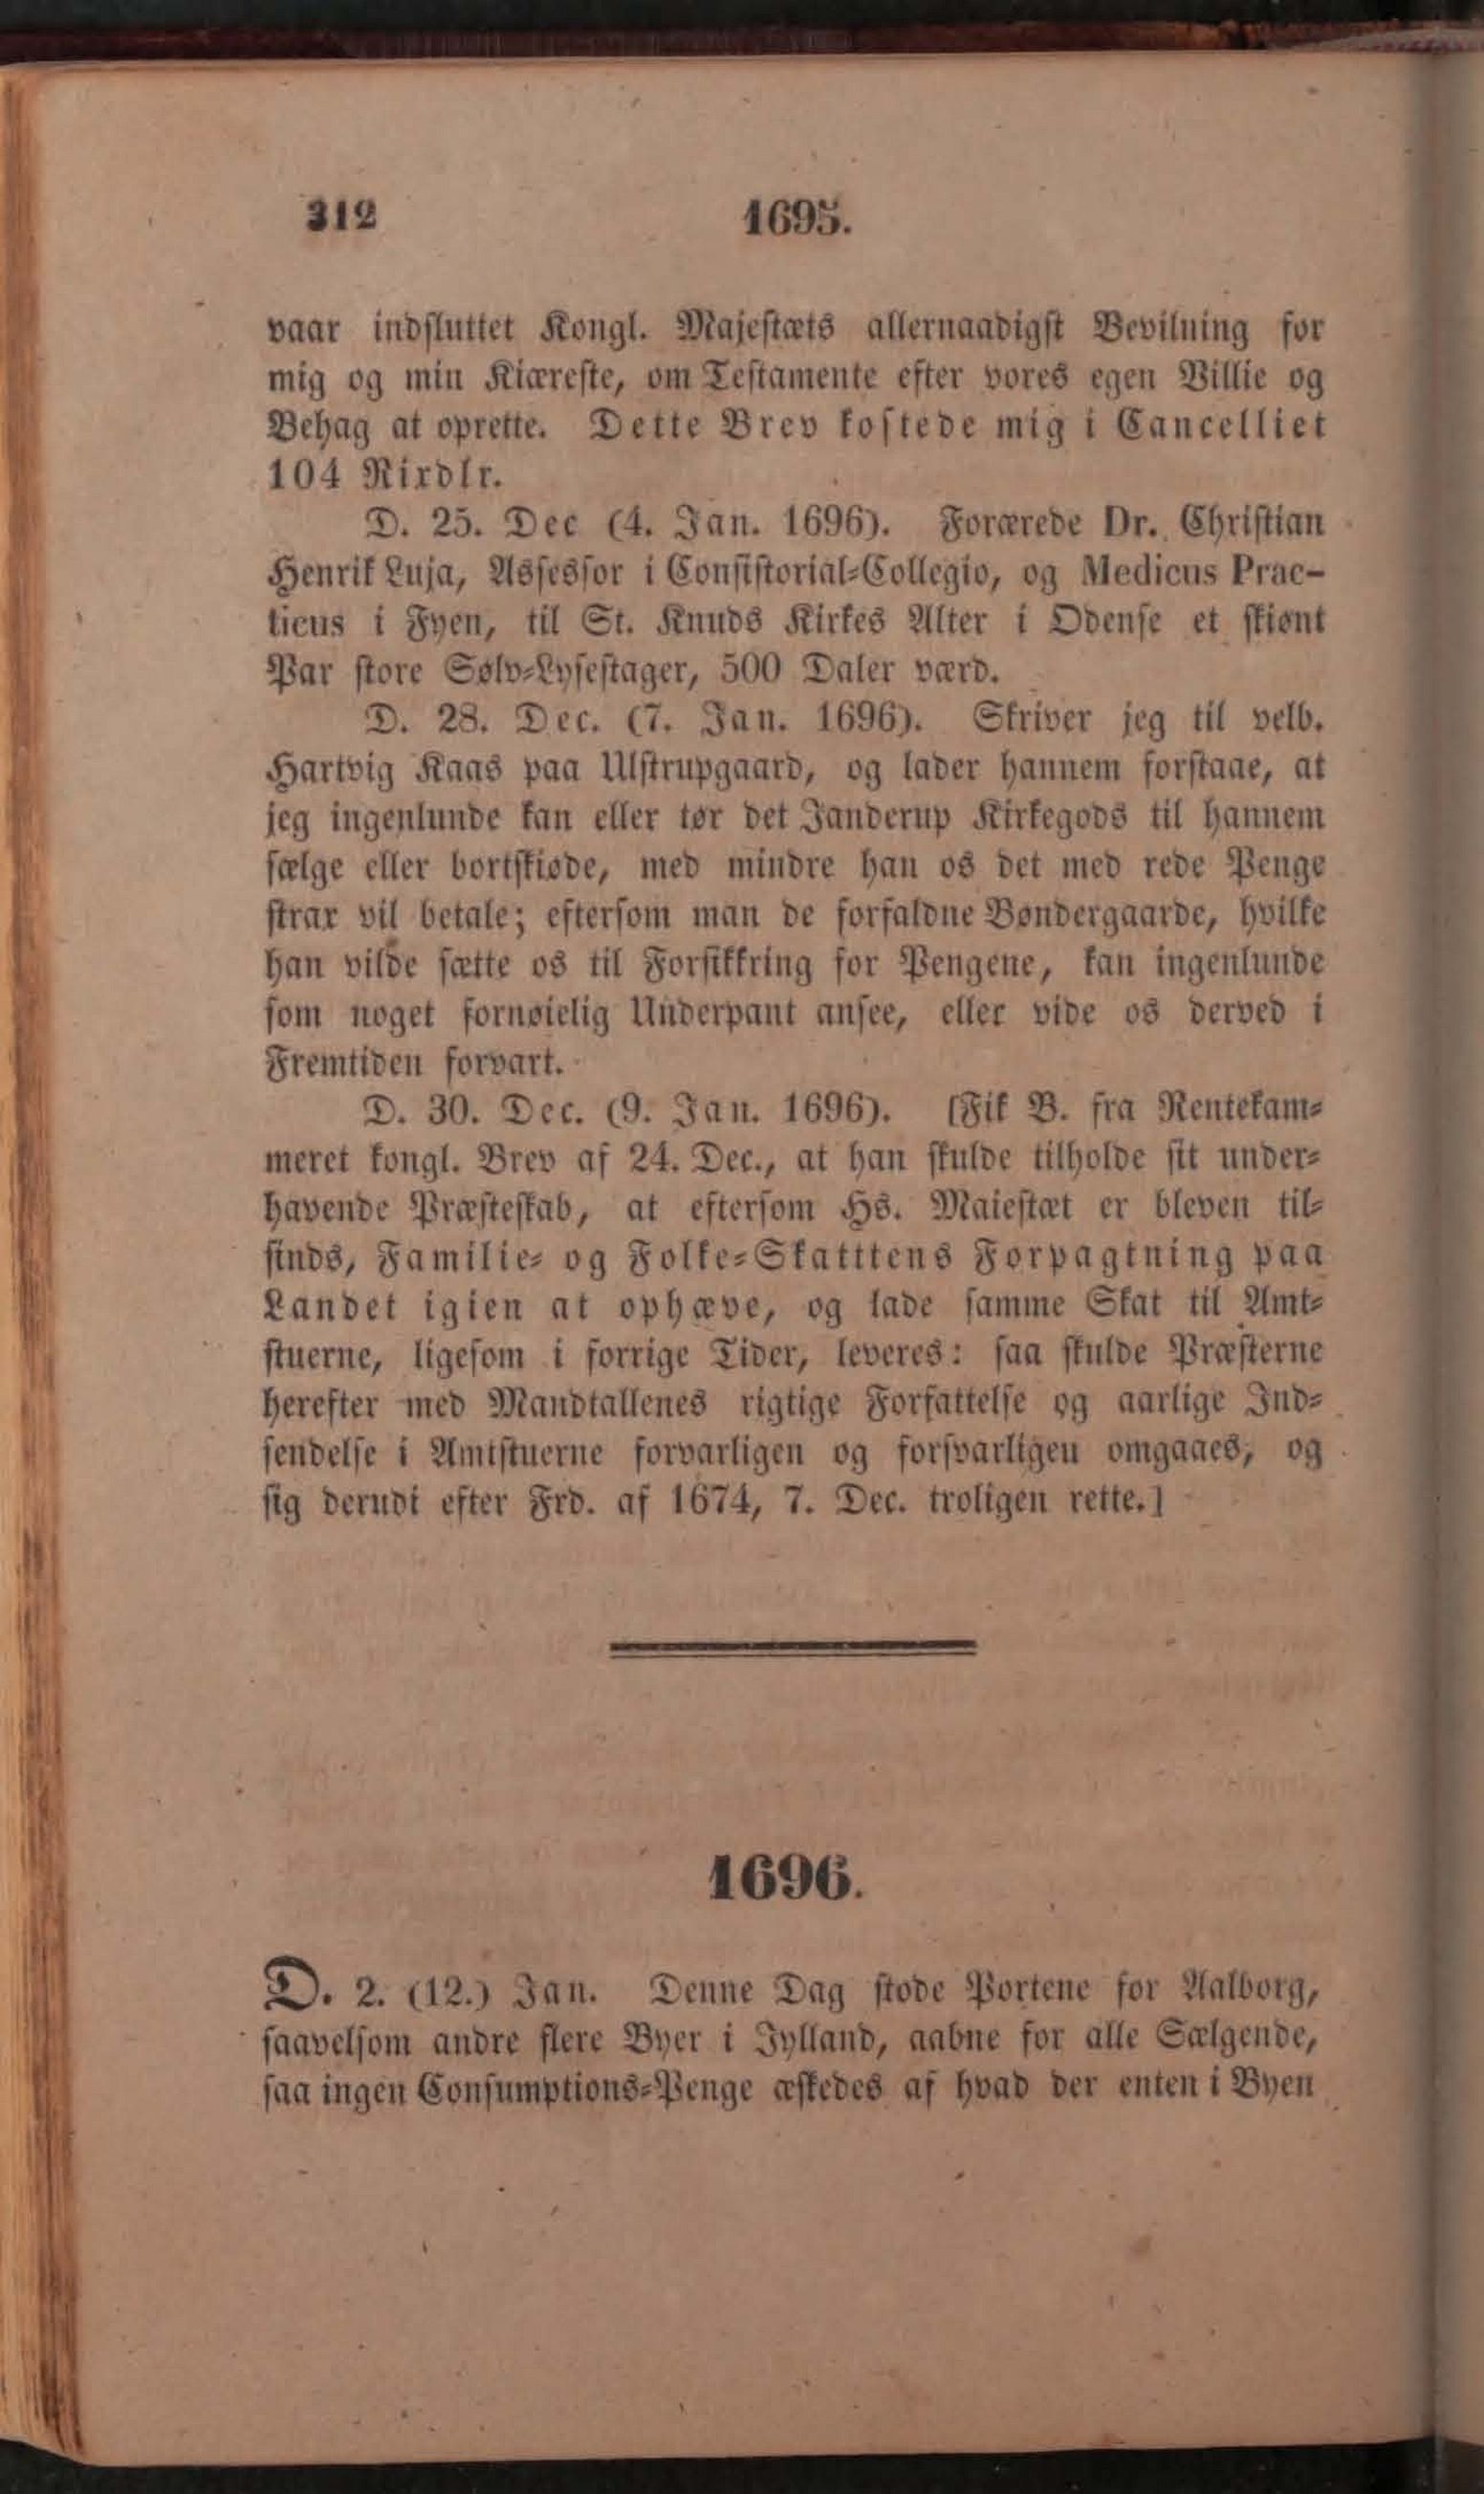 312
1695.
vaar indsluttet Kongl. Majestæts allernaadigst Bevilning for
mig og min Kiæreste, om Testamente efter vores egen Villie og
Behag at oprette. Dette Brev kostede mig i Cancelliet
104 Rixdlr.
D. 25. Dec (4. Jan. 1696). Forærede Dr. Christian
Henrik Luja, Assessor i Consistorial=Collegio, og Medicus Prac-
ticus i Fyen, til St. Knuds Kirkes Alter i Odense et skiønt
Par store Sølv=Lysestager, 500 Daler værd.
D. 28. Dec. (7. Jan. 1696). Skriver jeg til velb.
Hartvig Kaas paa Ulstrupgaard, og lader hannem forstaae, at
jeg ingenlunde kan eller tør det Janderup Kirkegods til hannem
sælge eller bortskiøde, med mindre han os det med rede Penge
strax vil betale; eftersom man de forfaldne Bøndergaarde, hvilke
han vilde sætte os til Forsikkring for Pengene, kan ingenlunde
som noget fornøielig Underpant ansee, eller vide os derved i
Fremtiden forvart.
D. 30. Dec. (9. Jan. 1696). [Fik B. fra Rentekam=
meret kongl. Brev af 24. Dec., at han skulde tilholde sit under=
havende Præsteskab, at eftersom Hs. Maiestæt er bleven til=
sinds, Familie= og Folke=Skatttens Forpagtning paa
Landet igien at ophæve, og lade samme Skat til Amt=
stuerne, ligesom i forrige Tider, leveres: saa skulde Præsterne
herefter med Mandtallenes rigtige Forfattelse og aarlige Ind=
sendelse i Amtstuerne forvarligen og forsvarligen omgaaes, og
sig derudi efter Frd. af 1674, 7. Dec. troligen rette.]
1696.
D. 2. (12.) Jan. Denne Dag stode Portene for Aalborg,
saavelsom andre flere Byer i Jylland, aabne for alle Sælgende,
saa ingen Consumptions=Penge æskedes af hvad der enten i Byen